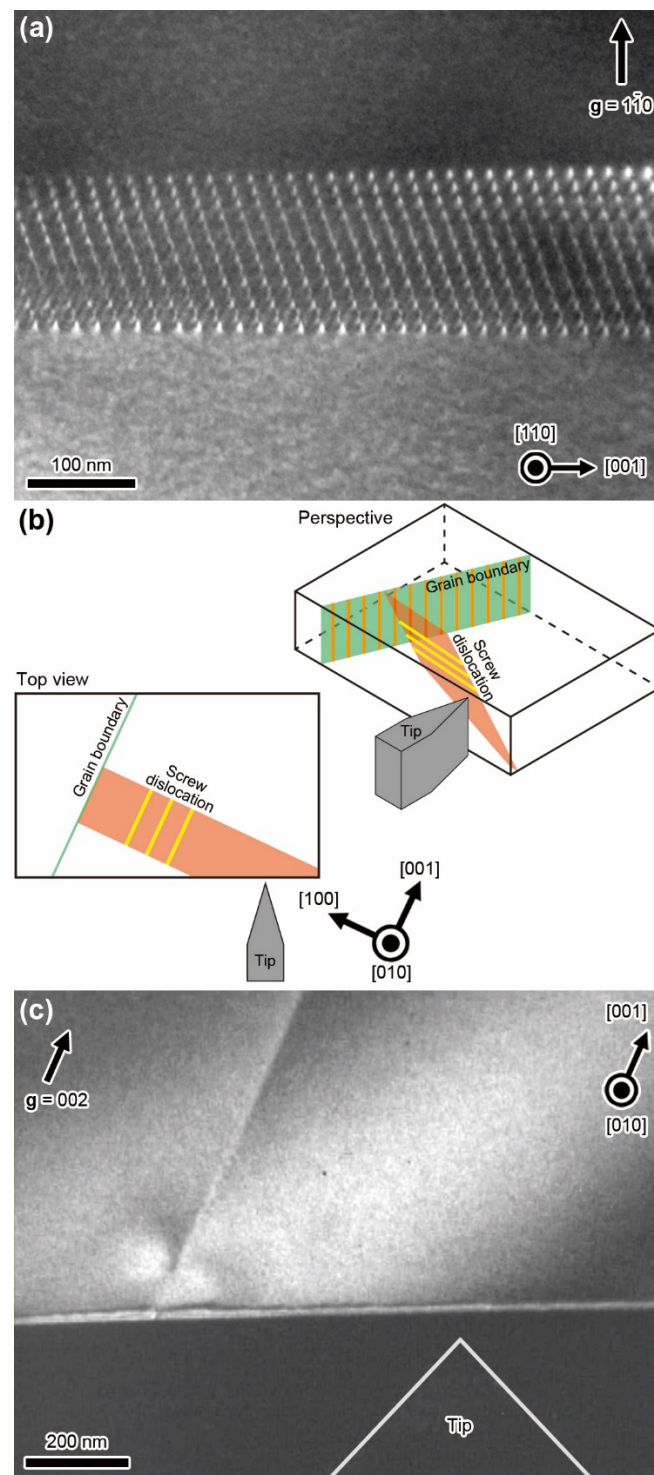 (a)
g = 11̄0
[110]
[001]
100 nm
(b)
Perspective
Grain boundary
Screw
dislocation
Tip
Top view
Grain boundary
Screw
dislocation
Tip
[100]
[001]
[010]
(c)
g = 002
[001]
[010]
Tip
200 nm